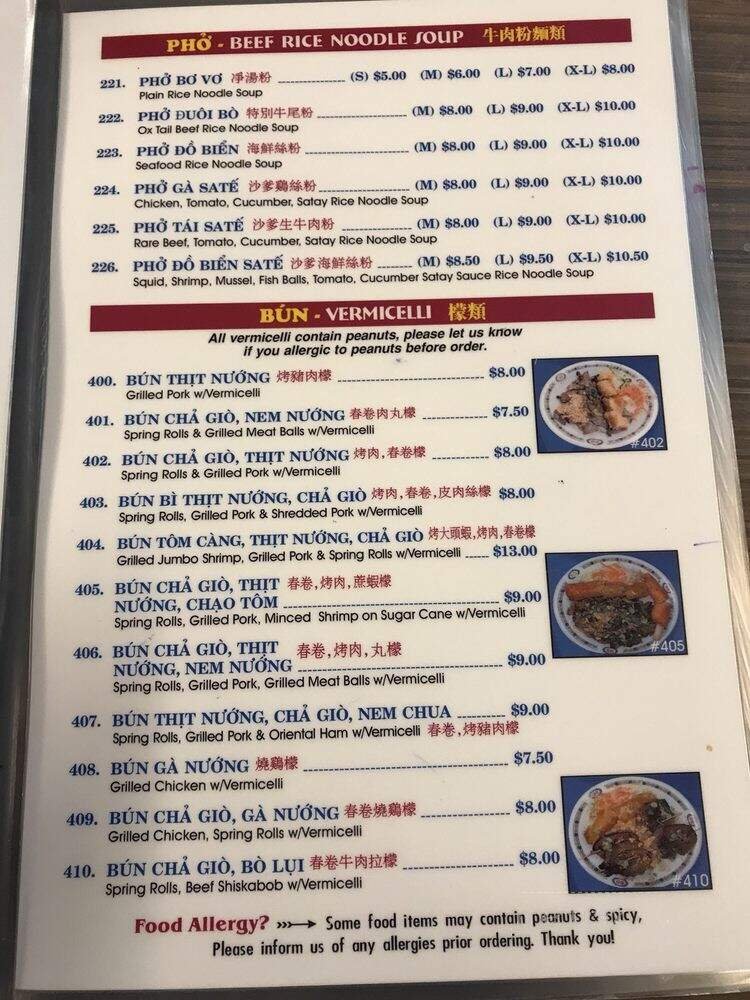 PHỞ - BEEF RICE NOODLE SOUP 牛肉粉麵類
221. PHỞ BƠ VƠ 淨湯粉 (S) $5.00 (M) $6.00 (L) $7.00 (X-L) $8.00
Plain Rice Noodle Soup
222. PHỞ ĐUÔI BÒ 特別牛尾粉 (M) $8.00 (L) $9.00 (X-L) $10.00
Ox Tail Beef Rice Noodle Soup
223. PHỞ ĐỒ BIỂN 海鮮絲粉 (M) $8.00 (L) $9.00 (X-L) $10.00
Seafood Rice Noodle Soup
224. PHỞ GÀ SATẾ 沙爹鷄絲粉 (M) $8.00 (L) $9.00 (X-L) $10.00
Chicken, Tomato, Cucumber, Satay Rice Noodle Soup
225. PHỞ TÁI SATẾ 沙爹生牛肉粉 (M) $8.00 (L) $9.00 (X-L) $10.00
Rare Beef, Tomato, Cucumber, Satay Rice Noodle Soup
226. PHỞ ĐỒ BIỂN SATẾ 沙爹海鮮絲粉 (M) $8.50 (L) $9.50 (X-L) $10.50
Squid, Shrimp, Mussel, Fish Balls, Tomato, Cucumber Satay Sauce Rice Noodle Soup
BÚN - VERMICELLI 檬類
All vermicelli contain peanuts, please let us know
if you allergic to peanuts before order.
400. BÚN THỊT NƯỚNG 烤豬肉檬 $8.00
Grilled Pork w/Vermicelli
401. BÚN CHẢ GIÒ, NEM NƯỚNG 春卷肉丸檬 $7.50
Spring Rolls & Grilled Meat Balls w/Vermicelli
#402
402. BÚN CHẢ GIÒ, THỊT NƯỚNG 烤肉,春卷檬 $8.00
Spring Rolls & Grilled Pork w/Vermicelli
403. BÚN BÌ THỊT NƯỚNG, CHẢ GIÒ 烤肉,春卷,皮肉絲檬 $8.00
Spring Rolls, Grilled Pork & Shredded Pork w/Vermicelli
404. BÚN TÔM CÀNG, THỊT NƯỚNG, CHẢ GIÒ 烤大頭蝦,烤肉,春卷檬
Grilled Jumbo Shrimp, Grilled Pork & Spring Rolls w/Vermicelli $13.00
405. BÚN CHẢ GIÒ, THỊT 春卷,烤肉,蔗蝦檬
NƯỚNG, CHẠO TÔM $9.00
Spring Rolls, Grilled Pork, Minced Shrimp on Sugar Cane w/Vermicelli
#405
406. BÚN CHẢ GIÒ, THỊT 春卷,烤肉,丸檬
NƯỚNG, NEM NƯỚNG $9.00
Spring Rolls, Grilled Pork, Grilled Meat Balls w/Vermicelli
407. BÚN THỊT NƯỚNG, CHẢ GIÒ, NEM CHUA $9.00
Spring Rolls, Grilled Pork & Oriental Ham w/Vermicelli 春卷,烤豬肉檬
408. BÚN GÀ NƯỚNG 燒鷄檬 $7.50
Grilled Chicken w/Vermicelli
409. BÚN CHẢ GIÒ, GÀ NƯỚNG 春卷燒鷄檬 $8.00
Grilled Chicken, Spring Rolls w/Vermicelli
410. BÚN CHẢ GIÒ, BÒ LỤI 春卷牛肉拉檬 $8.00
Spring Rolls, Beef Shiskabob w/Vermicelli
#410
Food Allergy? Some food items may contain peanuts & spicy,
Please inform us of any allergies prior ordering. Thank you!